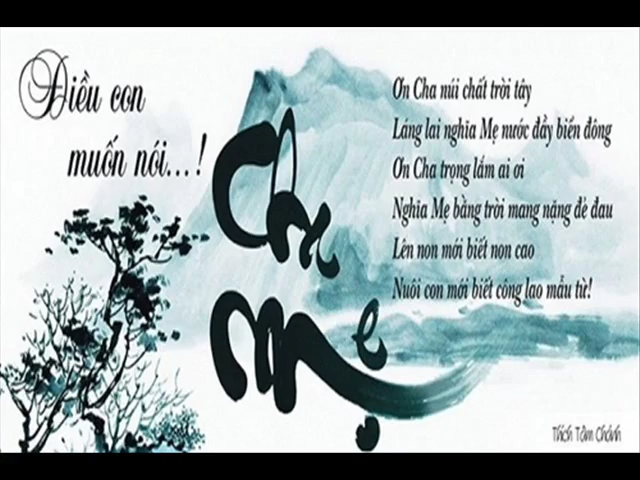 Điều con
muốn nói...!
Cha
Mẹ
Ơn Cha núi chất trời tây
Láng lai nghĩa Mẹ nước đầy biển đông
Ơn Cha trọng lắm ai ơi
Nghĩa Mẹ bằng trời mang nặng đẻ đau
Lên non mới biết non cao
Nuôi con mới biết công lao mẫu từ!
Thích Tâm Chánh